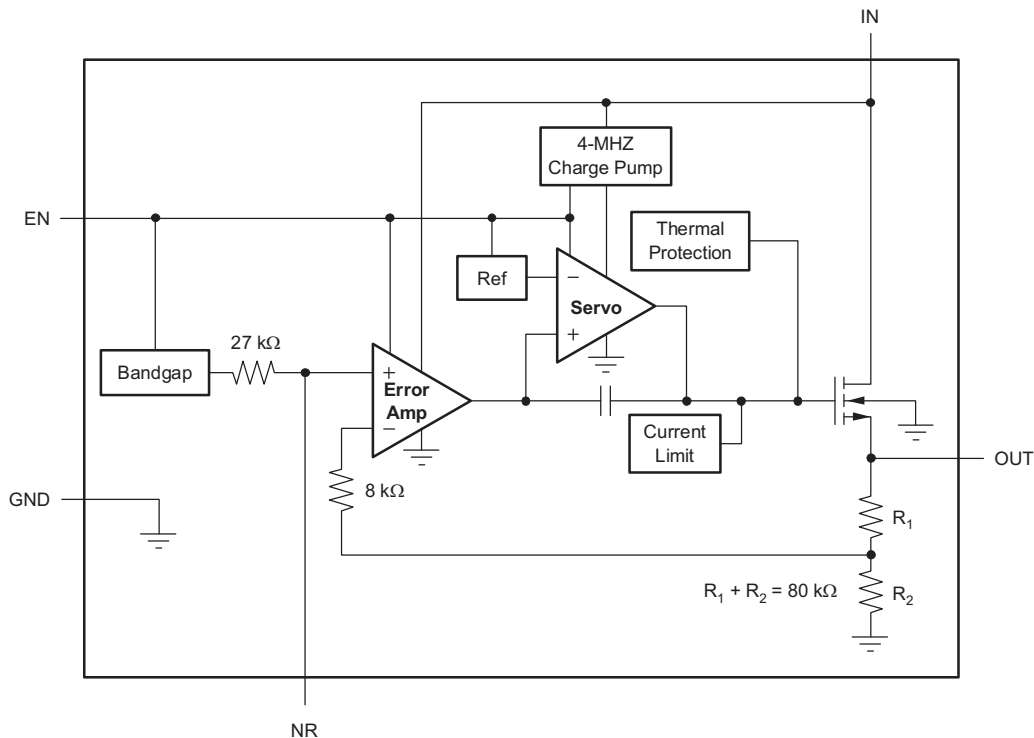 IN
4-MHZ
Charge Pump
EN
Thermal
Protection
Ref
−
Servo
+
27 kΩ
Bandgap
+
Error
Amp
−
Current
Limit
OUT
8 kΩ
GND
R1
R1 + R2 = 80 kΩ
R2
NR